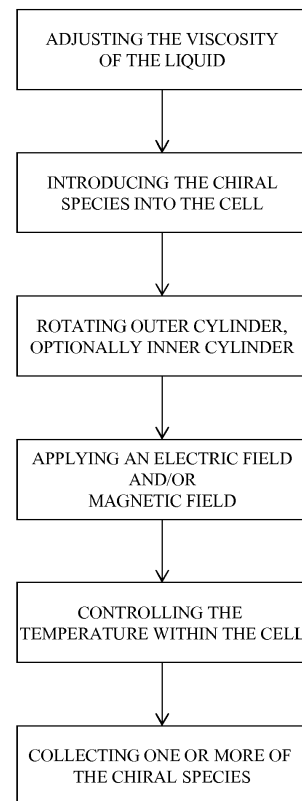 ADJUSTING THE VISCOSITY
OF THE LIQUID
INTRODUCING THE CHIRAL
SPECIES INTO THE CELL
ROTATING OUTER CYLINDER,
OPTIONALLY INNER CYLINDER
APPLYING AN ELECTRIC FIELD
AND/OR
MAGNETIC FIELD
CONTROLLING THE
TEMPERATURE WITHIN THE CELL
COLLECTING ONE OR MORE OF
THE CHIRAL SPECIES